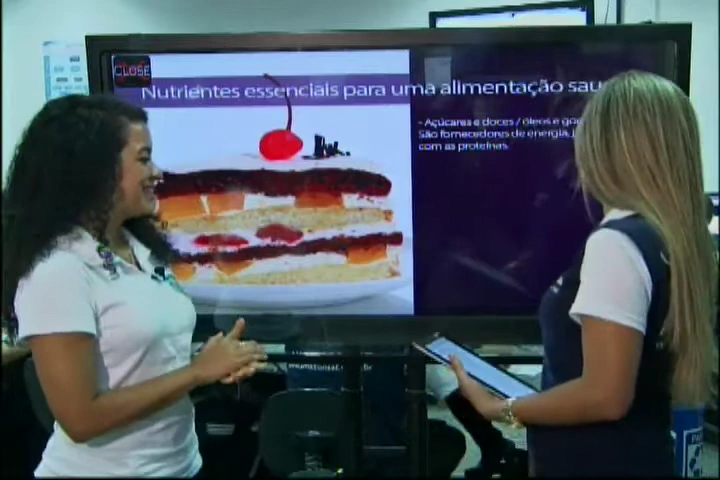 CLOSE
Nutrientes essenciais para uma alimentação sau
- Açúcares e doces / óleos e go
São fornecedores de energia, j
com as proteínas.